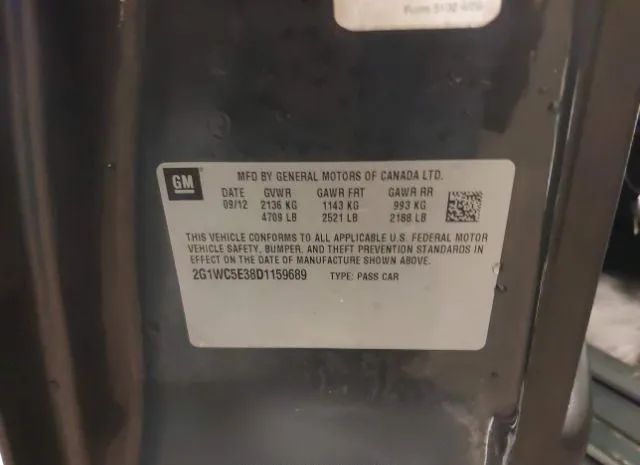 Form 5132
GM
MFD BY GENERAL MOTORS OF CANADA LTD.
DATE GVWR GAWR FRT GAWR RR
09/12 2136 KG 1143 KG 993 KG
4709 LB 2521 LB 2188 LB
THIS VEHICLE CONFORMS TO ALL APPLICABLE U.S. FEDERAL MOTOR
VEHICLE SAFETY, BUMPER, AND THEFT PREVENTION STANDARDS IN
EFFECT ON THE DATE OF MANUFACTURE SHOWN ABOVE.
2G1WC5E38D1159689 TYPE: PASS CAR